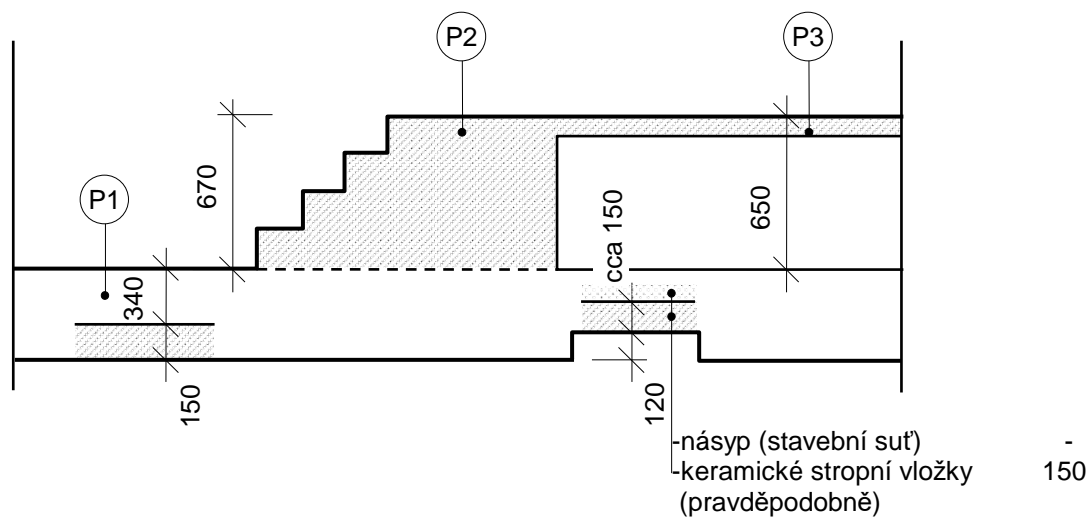 P2
P3
P1
670
650
cca 150
340
150
120
-násyp (stavební suť) -
-keramické stropní vložky 150
(pravděpodobně)